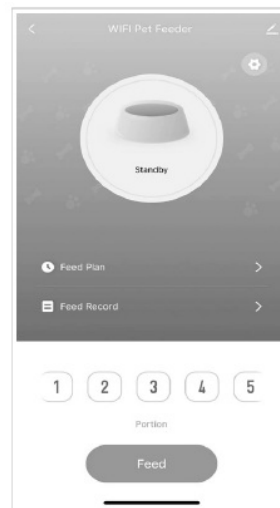 WIFI Pet Feeder
Standby
Feed Plan
Feed Record
1 2 3 4 5
Portion
Feed